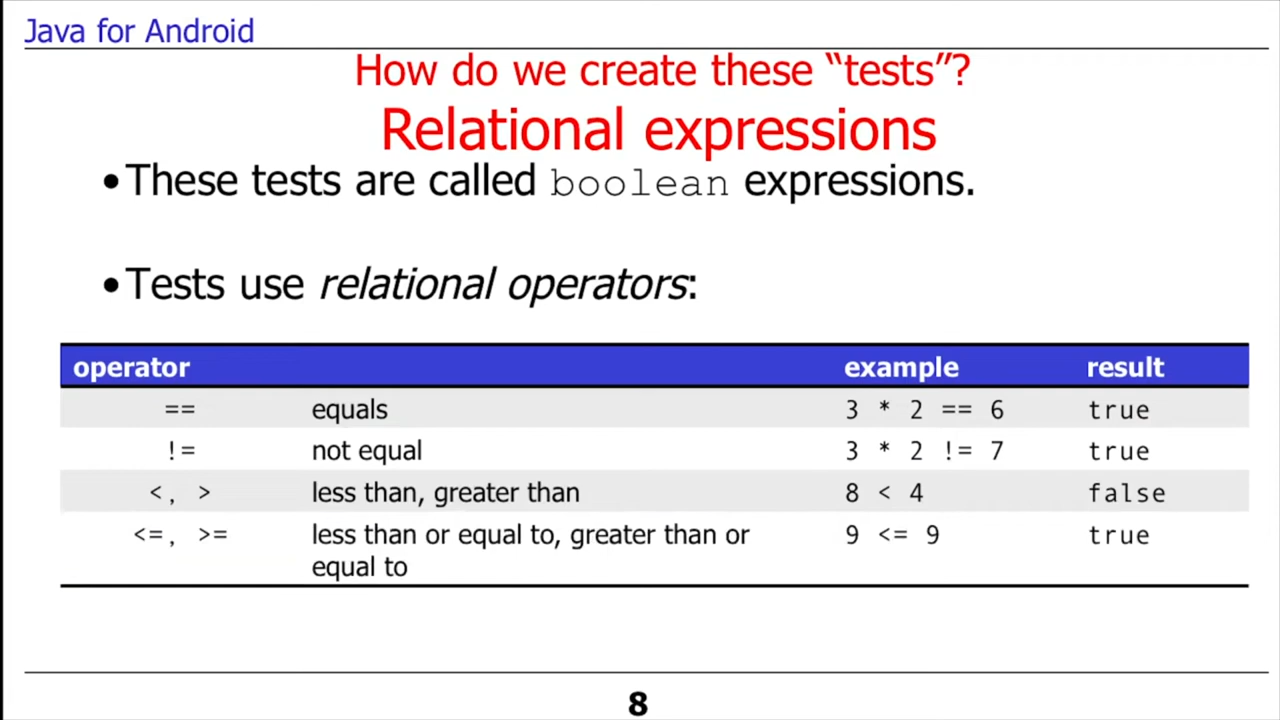 Java for Android
How do we create these “tests”?
Relational expressions
•These tests are called boolean expressions.
•Tests use relational operators:
operator example result
== equals 3 * 2 == 6 true
!= not equal 3 * 2 != 7 true
<, > less than, greater than 8 < 4 false
<=, >= less than or equal to, greater than or 9 <= 9 true
equal to
8